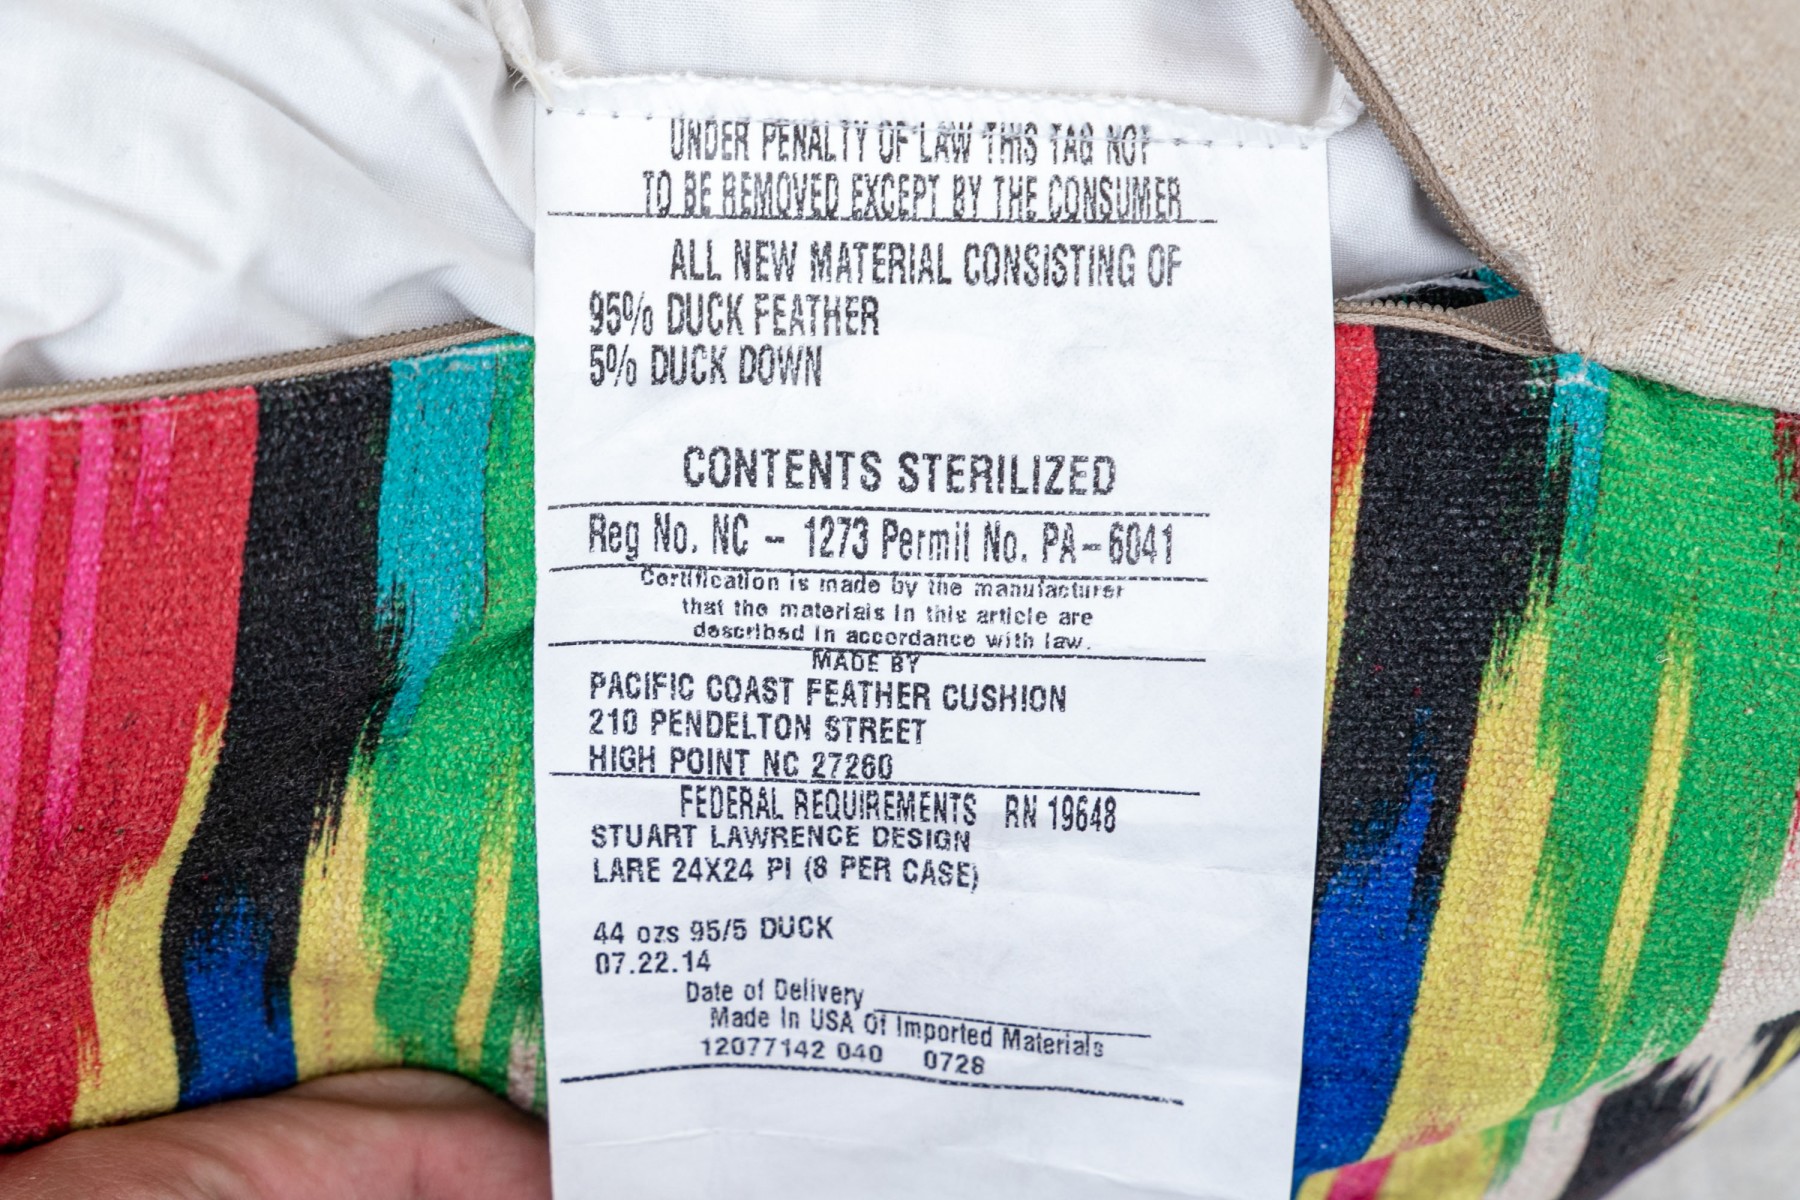 UNDER PENALTY OF LAW THIS TAG NOT
TO BE REMOVED EXCEPT BY THE CONSUMER
ALL NEW MATERIAL CONSISTING OF
95% DUCK FEATHER
5% DUCK DOWN
CONTENTS STERILIZED
Reg No. NC - 1273 Permit No. PA-6041
Certification is made by the manufacturer
that the materials in this article are
described in accordance with law.
MADE BY
PACIFIC COAST FEATHER CUSHION
210 PENDELTON STREET
HIGH POINT NC 27260
FEDERAL REQUIREMENTS RN 19648
STUART LAWRENCE DESIGN
LARE 24X24 PI (8 PER CASE)
44 ozs 95/5 DUCK
07.22.14
Date of Delivery
Made In USA Of Imported Materials
12077142 040 0728